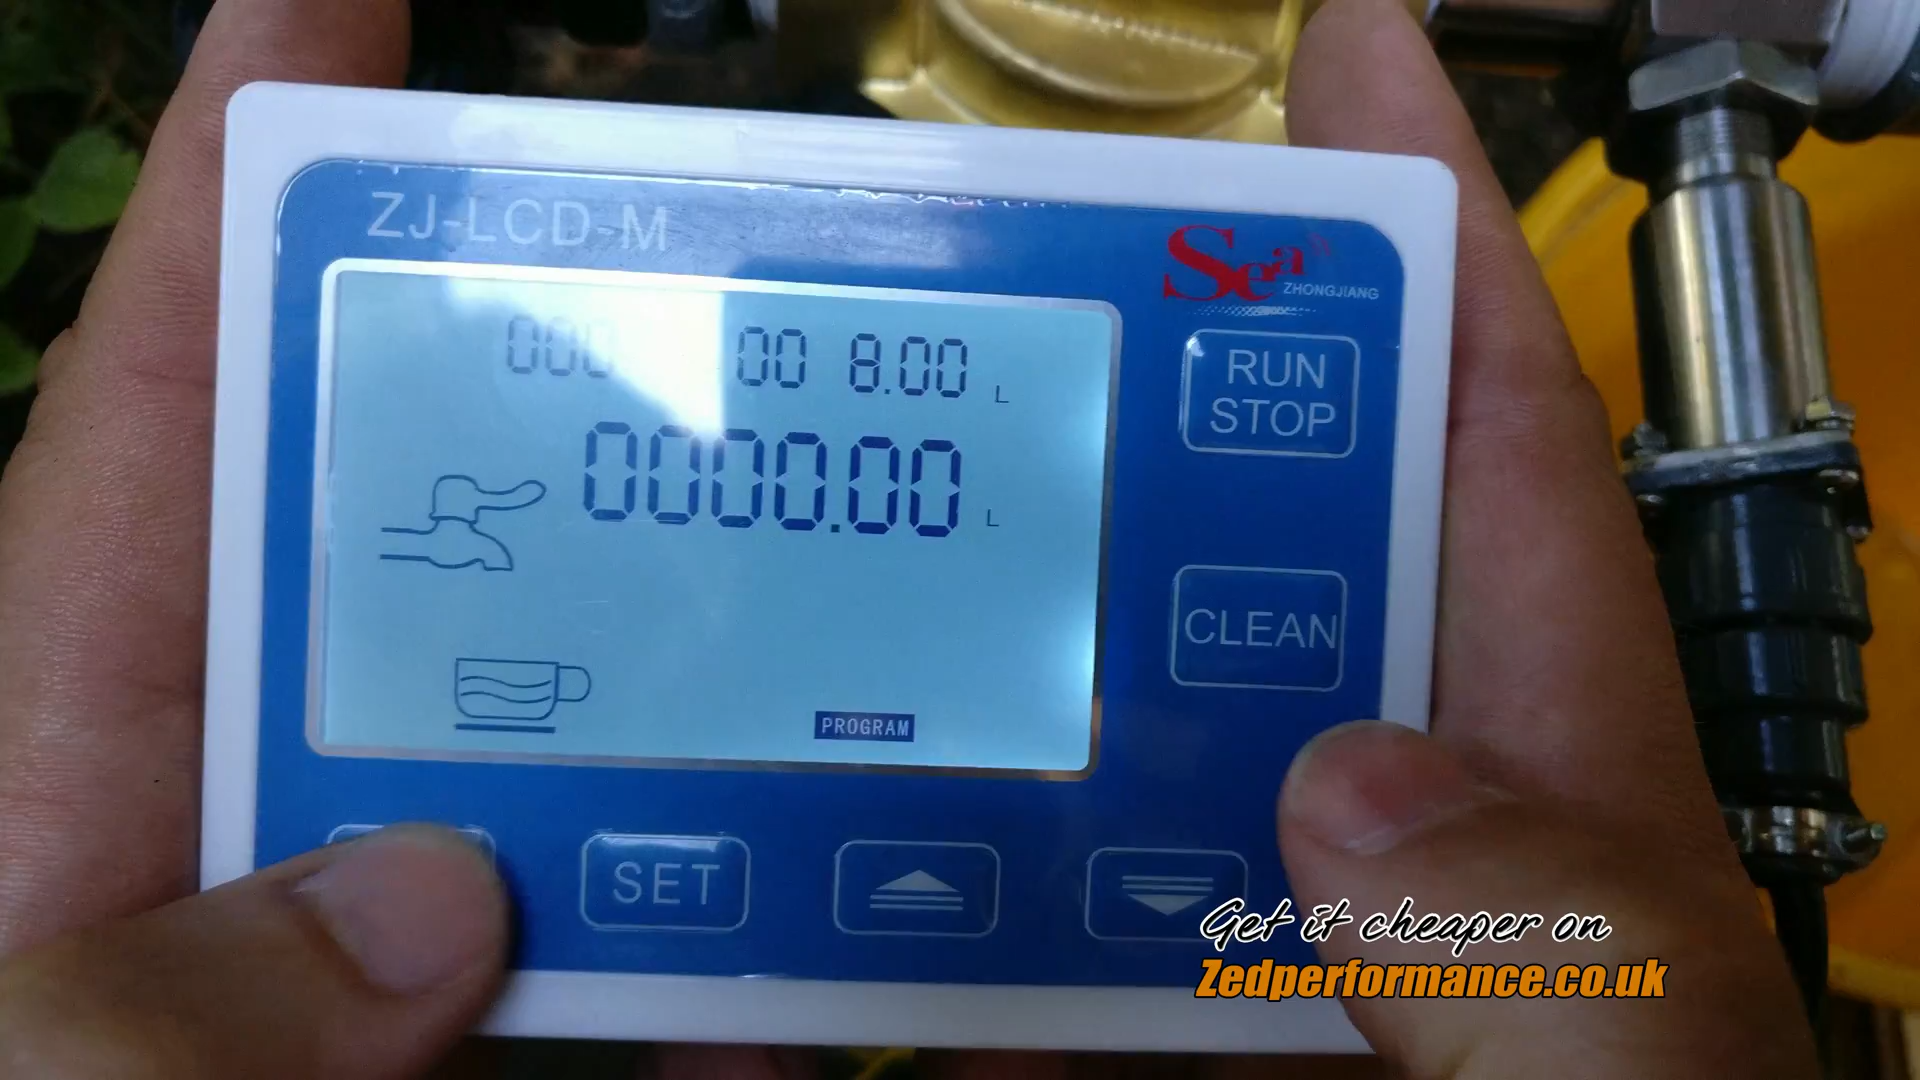 ZJ-LCD-M
Sea
ZHONGJIANG
000 00 8.00 L
0000.00 L
PROGRAM
RUN
STOP
CLEAN
SET
Get it cheaper on
Zedperformance.co.uk